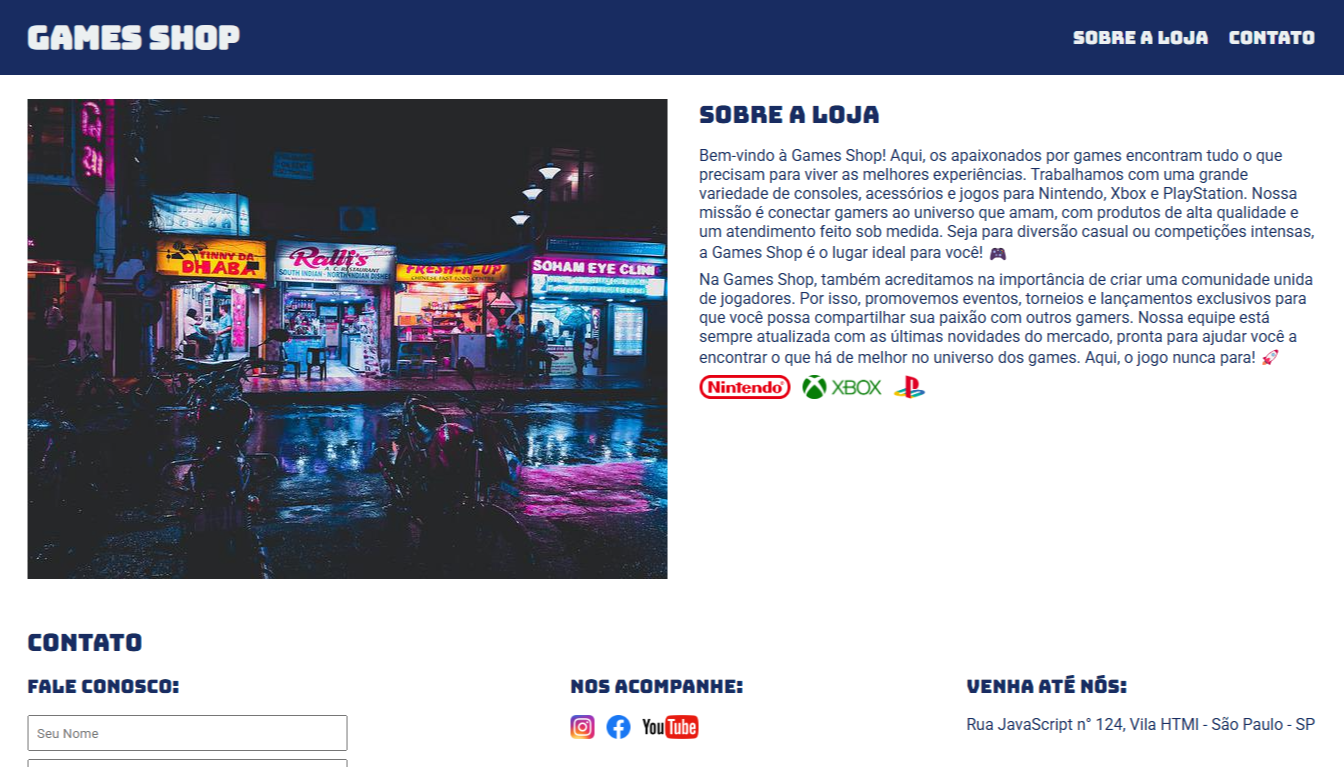 GAMES SHOP
SOBRE A LOJA CONTATO
TINNY DA
DHABA
Ralli's
A. C. RESTAURANT
SOUTH INDIAN - NORTH INDIAN DISHES
FRESH-N-UP
CHINESE FAST FOOD CENTRE
SOHAM EYE CLINI
SOBRE A LOJA
Bem-vindo à Games Shop! Aqui, os apaixonados por games encontram tudo o que
precisam para viver as melhores experiências. Trabalhamos com uma grande
variedade de consoles, acessórios e jogos para Nintendo, Xbox e PlayStation. Nossa
missão é conectar gamers ao universo que amam, com produtos de alta qualidade e
um atendimento feito sob medida. Seja para diversão casual ou competições intensas,
a Games Shop é o lugar ideal para você! 🎮
Na Games Shop, também acreditamos na importância de criar uma comunidade unida
de jogadores. Por isso, promovemos eventos, torneios e lançamentos exclusivos para
que você possa compartilhar sua paixão com outros gamers. Nossa equipe está
sempre atualizada com as últimas novidades do mercado, pronta para ajudar você a
encontrar o que há de melhor no universo dos games. Aqui, o jogo nunca para! 🚀
Nintendo XBOX
CONTATO
FALE CONOSCO:
Seu Nome
NOS ACOMPANHE:
YouTube
VENHA ATÉ NÓS:
Rua JavaScript n° 124, Vila HTMl - São Paulo - SP